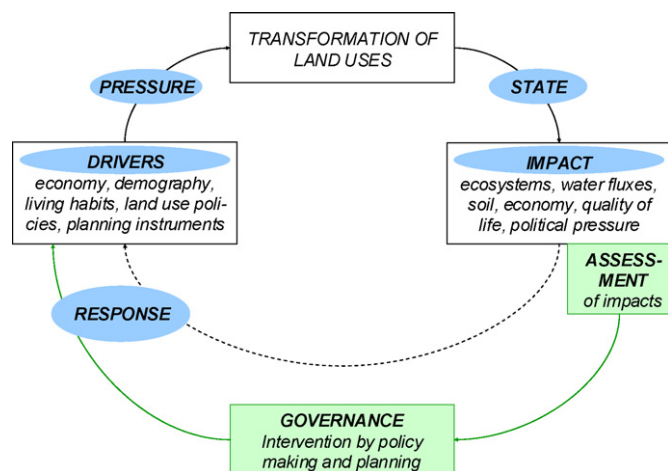 TRANSFORMATION OF
LAND USES
PRESSURE
STATE
DRIVERS
economy, demography,
living habits, land use poli-
cies, planning instruments
IMPACT
ecosystems, water fluxes,
soil, economy, quality of
life, political pressure
ASSESS-
MENT
of impacts
RESPONSE
GOVERNANCE
Intervention by policy
making and planning